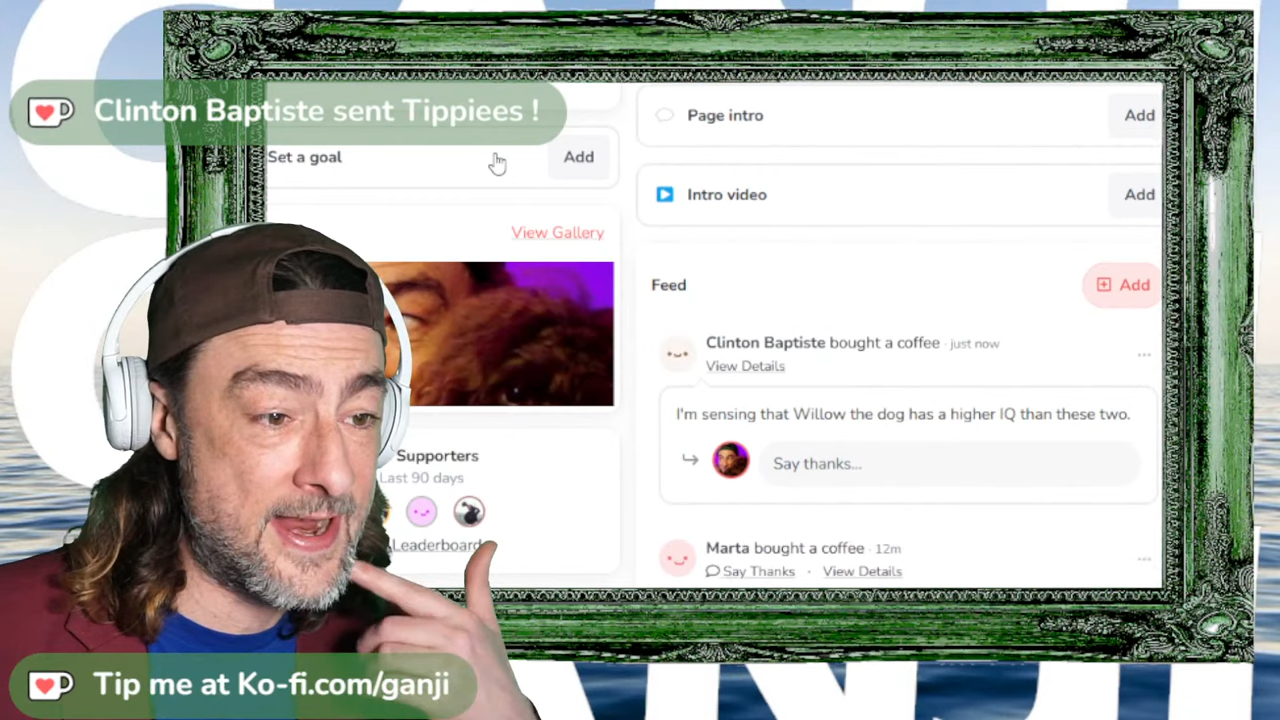 Clinton Baptiste sent Tippiees !
Set a goal
Add
View Gallery
Supporters
Last 90 days
Leaderboard
Page intro
Add
Intro video
Add
Feed
Add
Clinton Baptiste bought a coffee · just now
View Details
I'm sensing that Willow the dog has a higher IQ than these two.
Say thanks...
Marta bought a coffee · 12m
Say Thanks · View Details
Tip me at Ko-fi.com/ganji